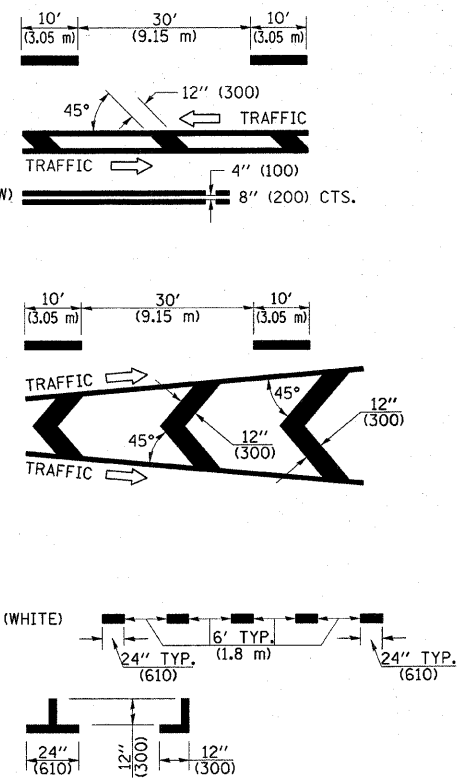 10' 30' 10'
(3.05 m) (9.15 m) (3.05 m)
12'' (300)
45° TRAFFIC
TRAFFIC
4'' (100)
W) 8'' (200) CTS.
10' 30' 10'
(3.05 m) (9.15 m) (3.05 m)
TRAFFIC 45°
12''
(300)
45° 12''
(300)
TRAFFIC
(WHITE)
6' TYP.
(1.8 m)
24'' TYP. 24'' TYP.
(610) (610)
24'' 12'' 12''
(610) (300) (300)